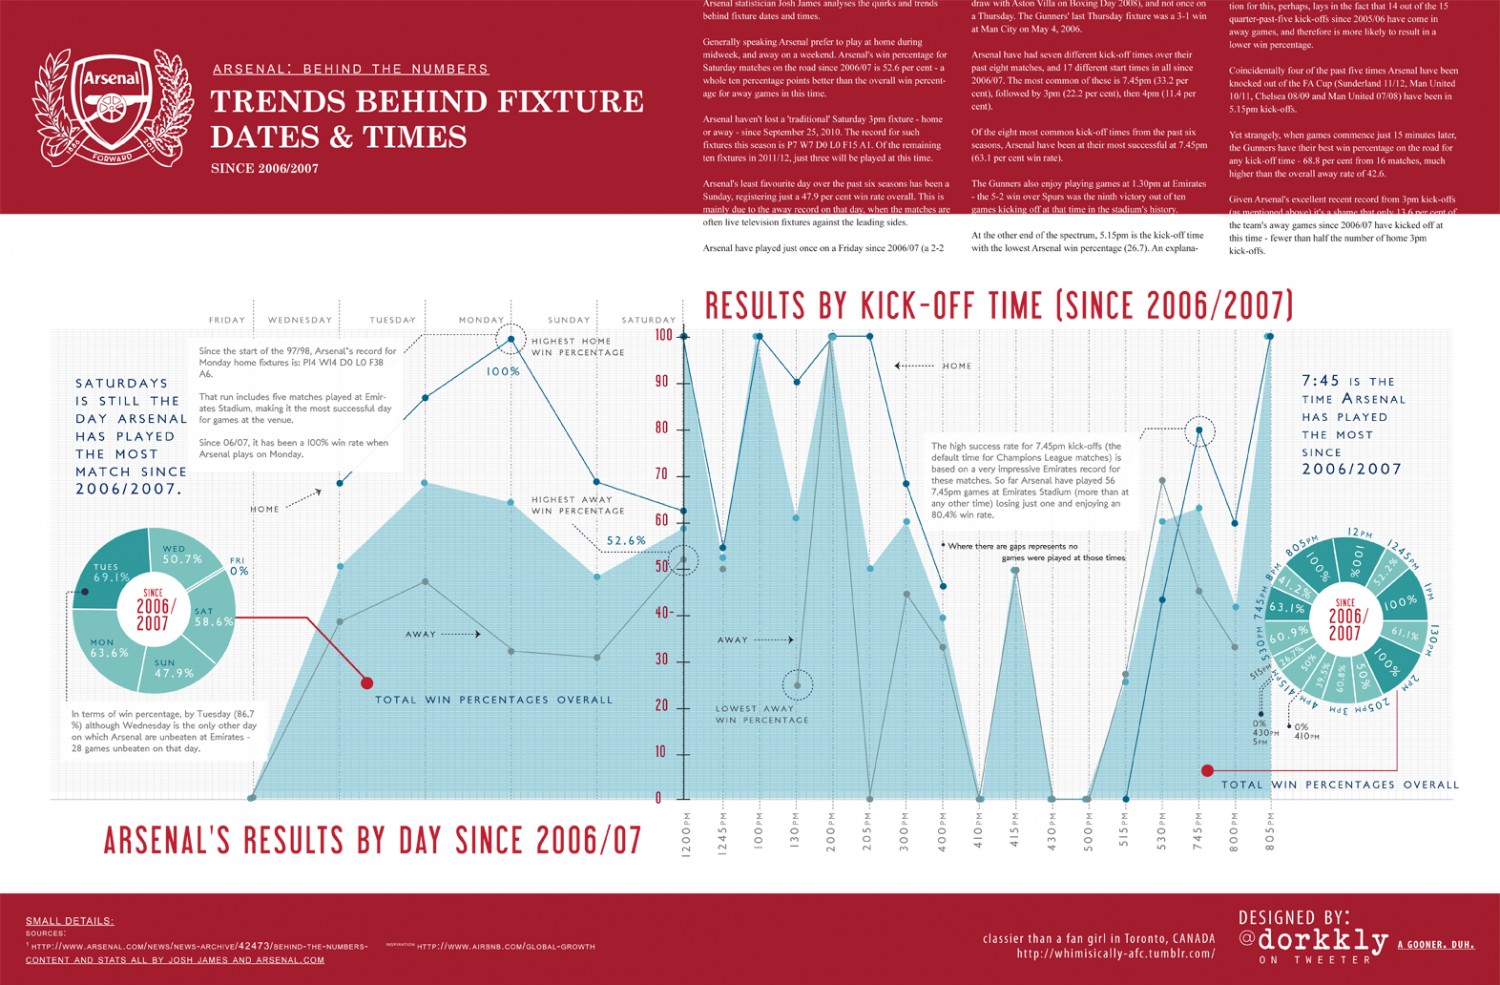 Arsenal
FORWARD
ARSENAL: BEHIND THE NUMBERS
TRENDS BEHIND FIXTURE
DATES & TIMES
SINCE 2006/2007
Arsenal statistician Josh James analyses the quirks and trends
behind fixture dates and times.
Generally speaking Arsenal prefer to play at home during
midweek, and away on a weekend. Arsenal's win percentage for
Saturday matches on the road since 2006/07 is 52.6 per cent - a
whole ten percentage points better than the overall win percent-
age for away games in this time.
Arsenal haven't lost a 'traditional' Saturday 3pm fixture - home
or away - since September 25, 2010. The record for such
fixtures this season is P7 W7 D0 L0 F15 A1. Of the remaining
ten fixtures in 2011/12, just three will be played at this time.
Arsenal's least favourite day over the past six seasons has been a
Sunday, registering just a 47.9 per cent win rate overall. This is
mainly due to the away record on that day, when the matches are
often live television fixtures against the leading sides.
Arsenal have played just once on a Friday since 2006/07 (a 2-2
draw with Aston Villa on Boxing Day 2008), and not once on
a Thursday. The Gunners' last Thursday fixture was a 3-1 win
at Man City on May 4, 2006.
Arsenal have had seven different kick-off times over their
past eight matches, and 17 different start times in all since
2006/07. The most common of these is 7.45pm (33.2 per
cent), followed by 3pm (22.2 per cent), then 4pm (11.4 per
cent).
Of the eight most common kick-off times from the past six
seasons, Arsenal have been at their most successful at 7.45pm
(63.1 per cent win rate).
The Gunners also enjoy playing games at 1.30pm at Emirates
- the 5-2 win over Spurs was the ninth victory out of ten
games kicking off at that time in the stadium's history.
At the other end of the spectrum, 5.15pm is the kick-off time
with the lowest Arsenal win percentage (26.7). An explana-
tion for this, perhaps, lays in the fact that 14 out of the 15
quarter-past-five kick-offs since 2005/06 have come in
away games, and therefore is more likely to result in a
lower win percentage.
Coincidentally four of the past five times Arsenal have been
knocked out of the FA Cup (Sunderland 11/12, Man United
10/11, Chelsea 08/09 and Man United 07/08) have been in
5.15pm kick-offs.
Yet strangely, when games commence just 15 minutes later,
the Gunners have their best win percentage on the road for
any kick-off time - 68.8 per cent from 16 matches, much
higher than the overall away rate of 42.6.
Given Arsenal's excellent recent record from 3pm kick-offs
(as mentioned above) it's a shame that only 13.6 per cent of
the team's away games since 2006/07 have kicked off at
this time - fewer than half the number of home 3pm
kick-offs.
RESULTS BY KICK-OFF TIME (SINCE 2006/2007)
FRIDAY WEDNESDAY TUESDAY MONDAY SUNDAY SATURDAY
SATURDAYS
IS STILL THE
DAY ARSENAL
HAS PLAYED
THE MOST
MATCH SINCE
2006/2007.
Since the start of the 97/98, Arsenal"s record for
Monday home fixtures is: P14 W14 D0 L0 F38
A6.
That run includes five matches played at Emir-
ates Stadium, making it the most successful day
for games at the venue.
Since 06/07, it has been a 100% win rate when
Arsenal plays on Monday.
HIGHEST HOME
WIN PERCENTAGE
100%
HOME
HIGHEST AWAY
WIN PERCENTAGE
52.6%
AWAY
WED
50.7%
FRI
0%
TUES
69.1%
SAT
58.6%
MON
63.6%
SUN
47.9%
SINCE
2006/
2007
TOTAL WIN PERCENTAGES OVERALL
In terms of win percentage, by Tuesday (86.7
%) although Wednesday is the only other day
on which Arsenal are unbeaten at Emirates -
28 games unbeaten on that day.
100
90
80
70
60
50
40
30
20
10
0
HOME
The high success rate for 7.45pm kick-offs (the
default time for Champions League matches) is
based on a very impressive Emirates record for
these matches. So far Arsenal have played 56
7.45pm games at Emirates Stadium (more than at
any other time) losing just one and enjoying an
80.4% win rate.
Where there are gaps represents no
games were played at those times
AWAY
LOWEST AWAY
WIN PERCENTAGE
7:45 IS THE
TIME ARSENAL
HAS PLAYED
THE MOST
SINCE
2006/2007
12PM 100%
1245PM 52.2%
1PM 100%
130PM 61.1%
2PM 100%
205PM 50%
3PM 60.8%
4PM 39.5%
415PM 50%
515PM 26.7%
530PM 60.9%
745PM 63.1%
8PM 41.2%
805PM 100%
SINCE
2006/
2007
0%
430PM
5PM
0%
410PM
TOTAL WIN PERCENTAGES OVERALL
1200PM 1245PM 100PM 130PM 200PM 205PM 300PM 400PM 410PM 415PM 430PM 500PM 515PM 530PM 745PM 800PM 805PM
ARSENAL'S RESULTS BY DAY SINCE 2006/07
SMALL DETAILS:
SOURCES:
1 HTTP://WWW.ARSENAL.COM/NEWS/NEWS-ARCHIVE/42473/BEHIND-THE-NUMBERS-
INSPIRATION HTTP://WWW.AIRBNB.COM/GLOBAL-GROWTH
CONTENT AND STATS ALL BY JOSH JAMES AND ARSENAL.COM
classier than a fan girl in Toronto, CANADA
http://whimisically-afc.tumblr.com/
DESIGNED BY:
@dorkkly
ON TWEETER
A GOONER. DUH.